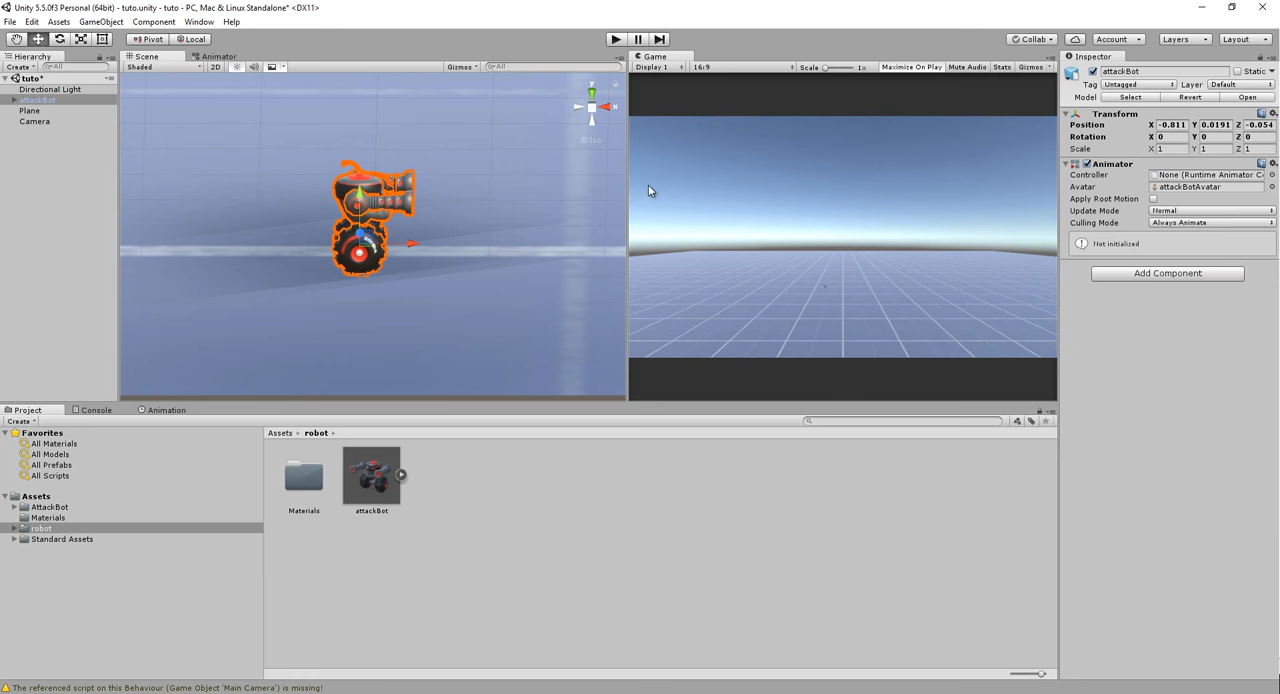 Unity 5.5.0f3 Personal (64bit) - tuto.unity - tuto - PC, Mac & Linux Standalone* <DX11>
File Edit Assets GameObject Component Window Help
Pivot Local Collab Account Layers Layout
Hierarchy Scene Animator Game Inspector
Create All Shaded 2D Gizmos All Display 1 16:9 Scale 1x Maximize On Play Mute Audio Stats Gizmos
attackBot Static
tuto*
Directional Light
attackBot
Plane
Camera
y
x
Iso
Tag Untagged Layer Default
Model Select Revert Open
Transform
Position X -0.811 Y 0.0191 Z -0.054
Rotation X 0 Y 0 Z 0
Scale X 1 Y 1 Z 1
Animator
Controller None (Runtime Animator Co
Avatar attackBotAvatar
Apply Root Motion
Update Mode Normal
Culling Mode Always Animate
Not initialized
Add Component
Project Console Animation
Create
Favorites
All Materials
All Models
All Prefabs
All Scripts
Assets
AttackBot
Materials
robot
Standard Assets
Assets robot
Materials attackBot
The referenced script on this Behaviour (Game Object 'Main Camera') is missing!